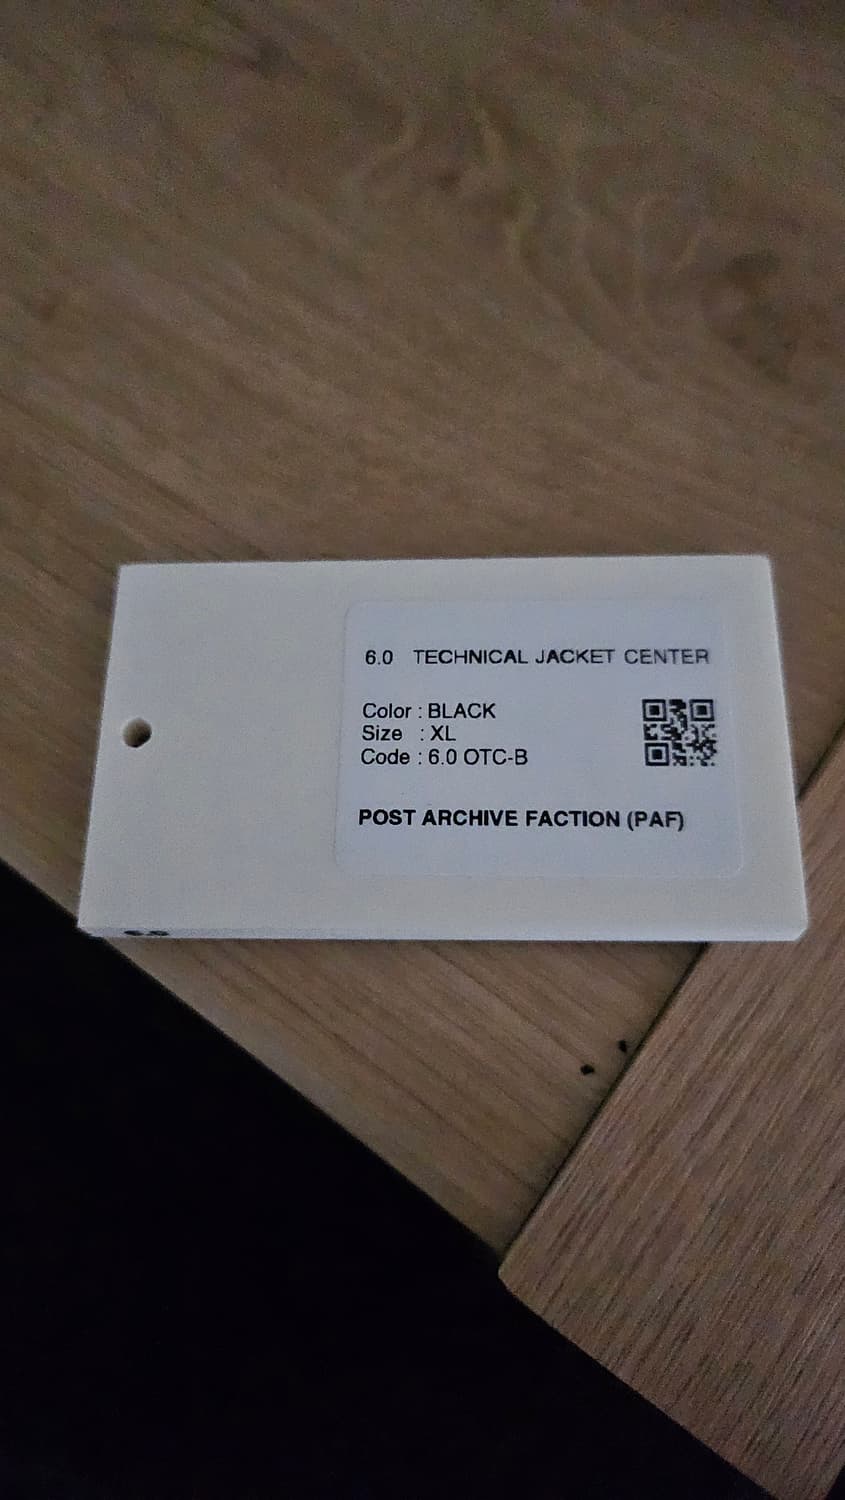 6.0 TECHNICAL JACKET CENTER
Color : BLACK
Size : XL
Code : 6.0 OTC-B
POST ARCHIVE FACTION (PAF)